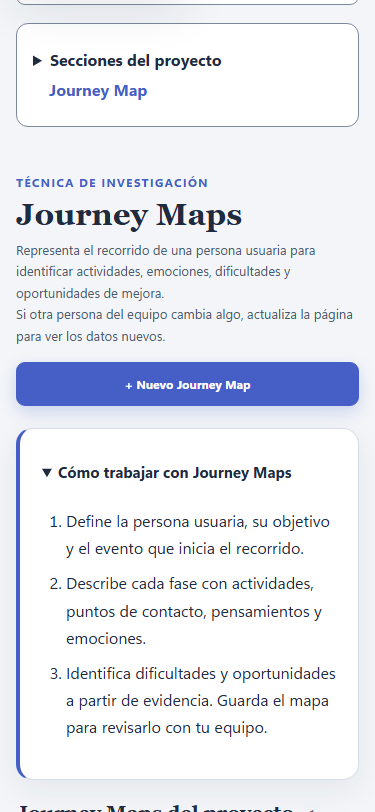 Secciones del proyecto
Journey Map
TÉCNICA DE INVESTIGACIÓN
Journey Maps
Representa el recorrido de una persona usuaria para
identificar actividades, emociones, dificultades y
oportunidades de mejora.
Si otra persona del equipo cambia algo, actualiza la página
para ver los datos nuevos.
+ Nuevo Journey Map
Cómo trabajar con Journey Maps
1. Define la persona usuaria, su objetivo
y el evento que inicia el recorrido.
2. Describe cada fase con actividades,
puntos de contacto, pensamientos y
emociones.
3. Identifica dificultades y oportunidades
a partir de evidencia. Guarda el mapa
para revisarlo con tu equipo.
Journey Maps del proyecto